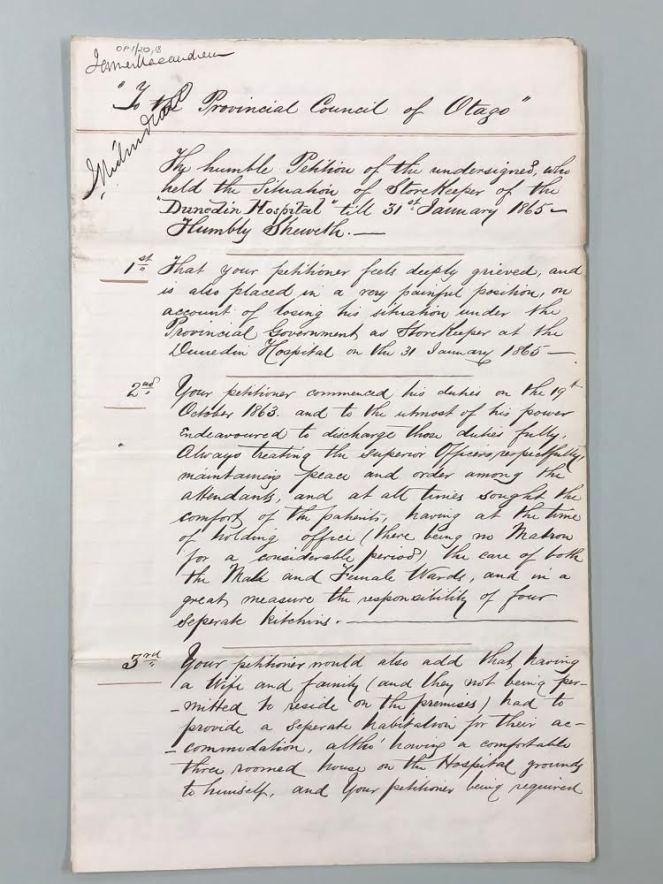 OP1/20,18
James Macandrew
"To the Provincial Council of Otago"
The humble Petition of the undersigned, who
held the Situation of StoreKeeper of the
"Dunedin Hospital" till 31st January 1865—
Humbly Sheweth.—
1st That your petitioner feels deeply grieved, and
is also placed in a very painful position, on
account of losing his situation under the
Provincial Government as StoreKeeper at the
Dunedin Hospital on the 31 January 1865—
2nd Your petitioner commenced his duties on the 19th
October 1863. and to the utmost of his power
Endeavoured to discharge those duties fully,
Always treating the superior Officers respectfully
maintaining peace and order among the
attendants, and at all times sought the
comfort of the patients, having at the time
of holding office (there being no Matron
for a considerable period) the care of both
the Male and Female Wards, and in a
great measure the responsibility of four
seperate kitchins.—
3rd Your petitioner would also add that having
a Wife and family (and they not being per-
-mitted to reside on the premises) had to
provide a seperate habitation for their ac-
-commodation, altho' having a comfortable
three roomed house on the Hospital grounds
to himself, and Your petitioner being required